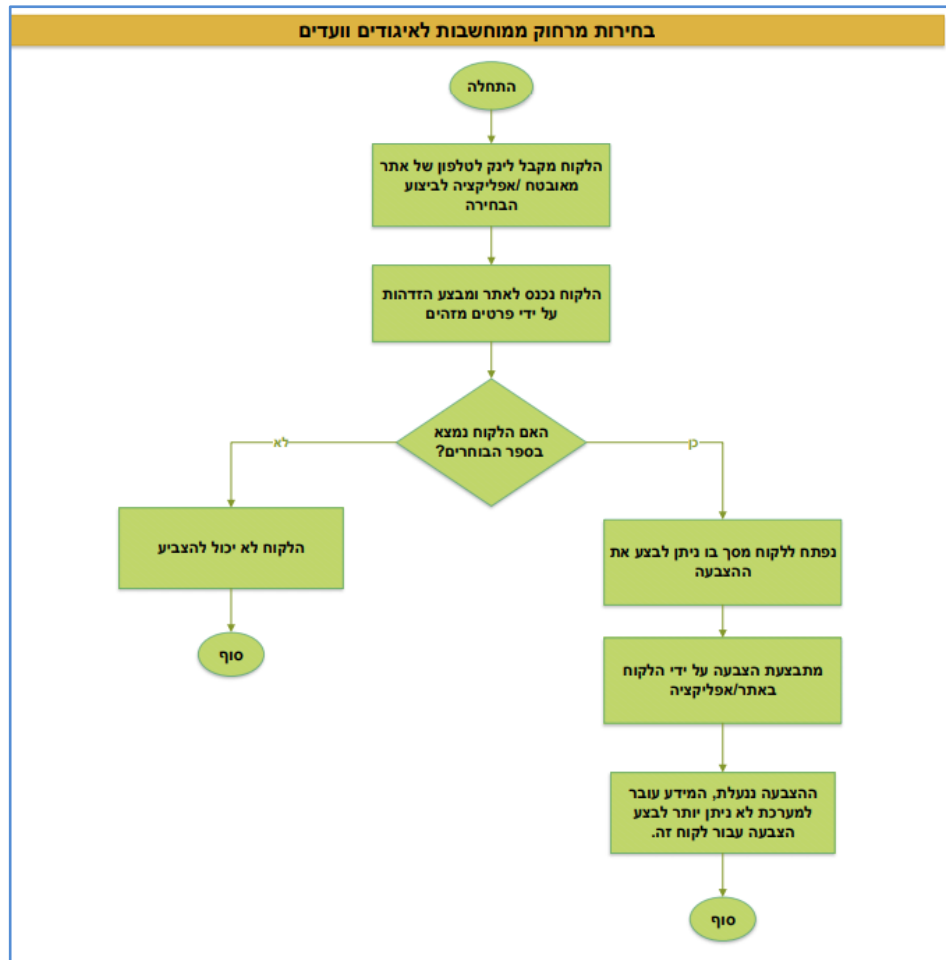 בחירות מרחוק ממוחשבות לאיגודים וועדים
התחלה
הלקוח מקבל לינק לטלפון של אתר
מאובטח /אפליקציה לביצוע
הבחירה
הלקוח נכנס לאתר ומבצע הזדהות
על ידי פרטים מזהים
האם הלקוח נמצא
בספר הבוחרים?
כן
לא
נפתח ללקוח מסך בו ניתן לבצע את
ההצבעה
הלקוח לא יכול להצביע
מתבצעת הצבעה על ידי הלקוח
באתר/אפליקציה
סוף
ההצבעה ננעלת, המידע עובר
למערכת לא ניתן יותר לבצע
הצבעה עבור לקוח זה.
סוף